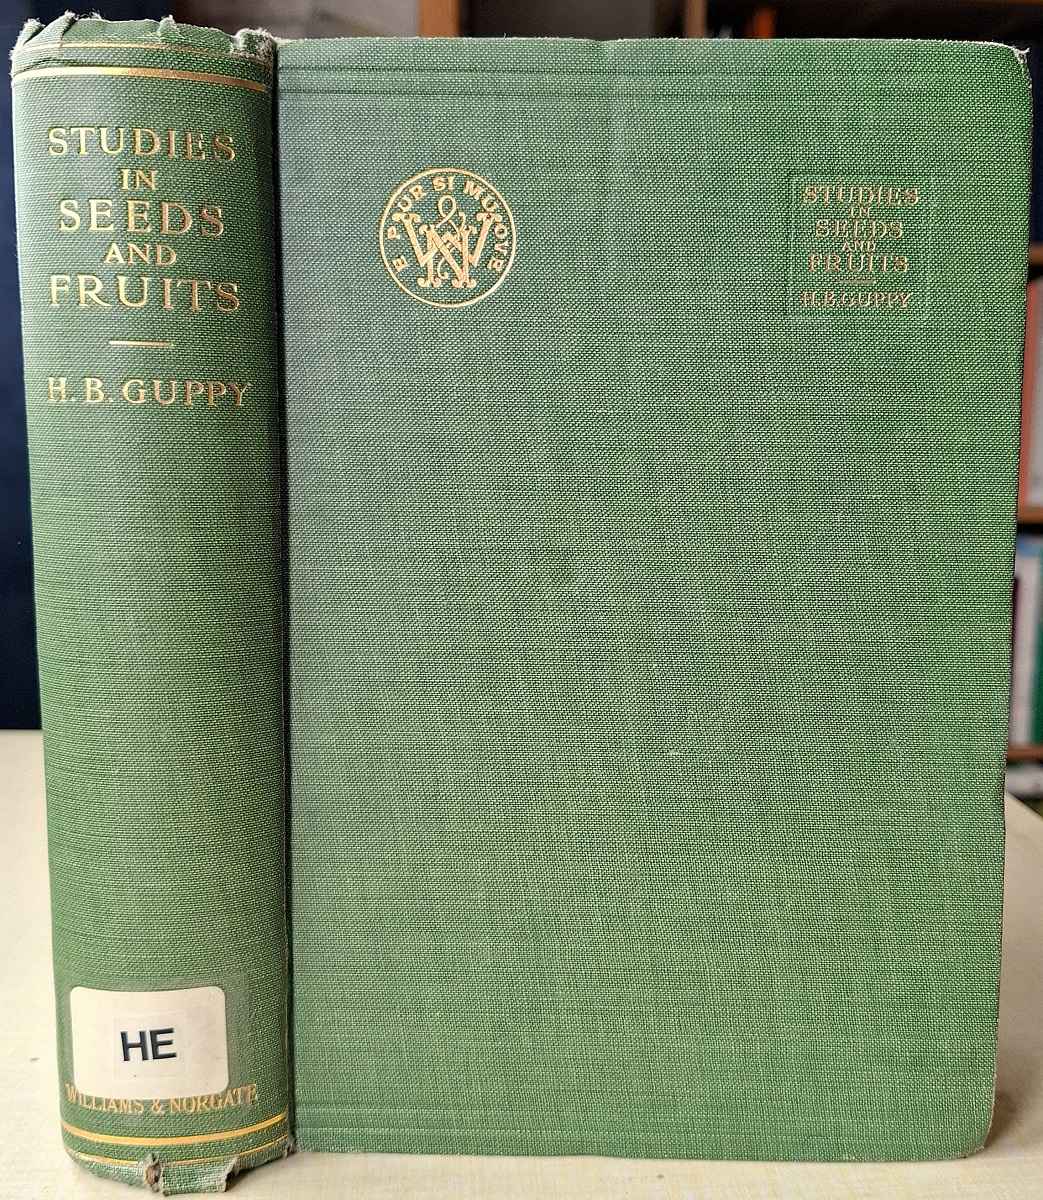 STUDIES
IN
SEEDS
AND
FRUITS
H. B. GUPPY
HE
WILLIAMS & NORGATE
E PUR SI MUOVE
W & N
STUDIES
IN
SEEDS
AND
FRUITS
H. B. GUPPY